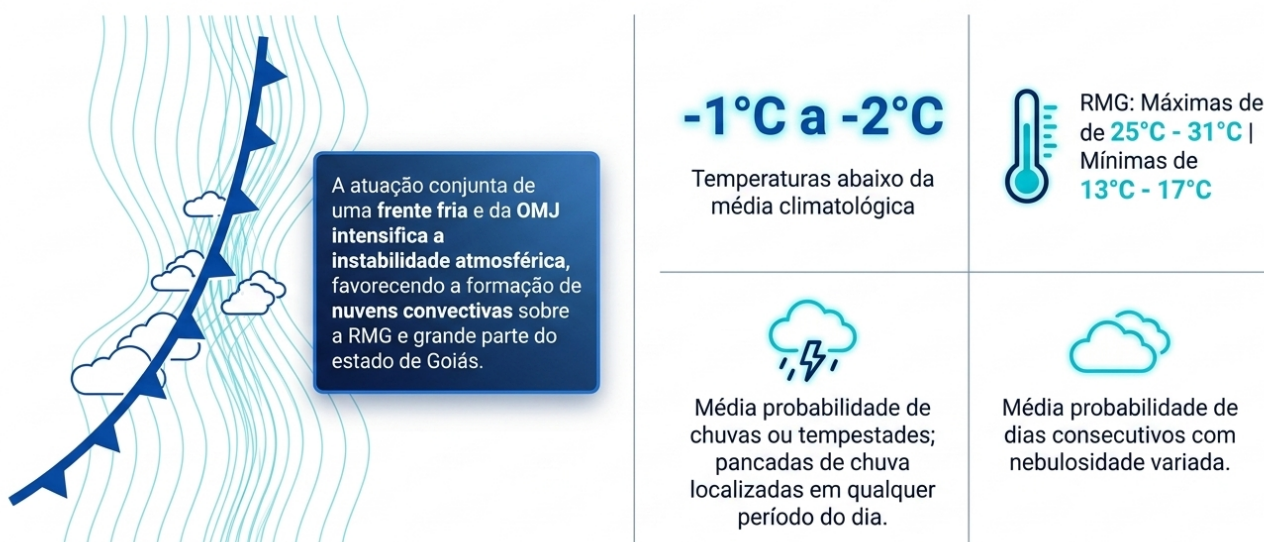 A atuação conjunta de
uma frente fria e da OMJ
intensifica a
instabilidade atmosférica,
favorecendo a formação de
nuvens convectivas sobre
a RMG e grande parte do
estado de Goiás.
-1°C a -2°C
Temperaturas abaixo da
média climatológica
RMG: Máximas de
de 25°C - 31°C |
Mínimas de
13°C - 17°C
Média probabilidade de
chuvas ou tempestades;
pancadas de chuva
localizadas em qualquer
período do dia.
Média probabilidade de
dias consecutivos com
nebulosidade variada.